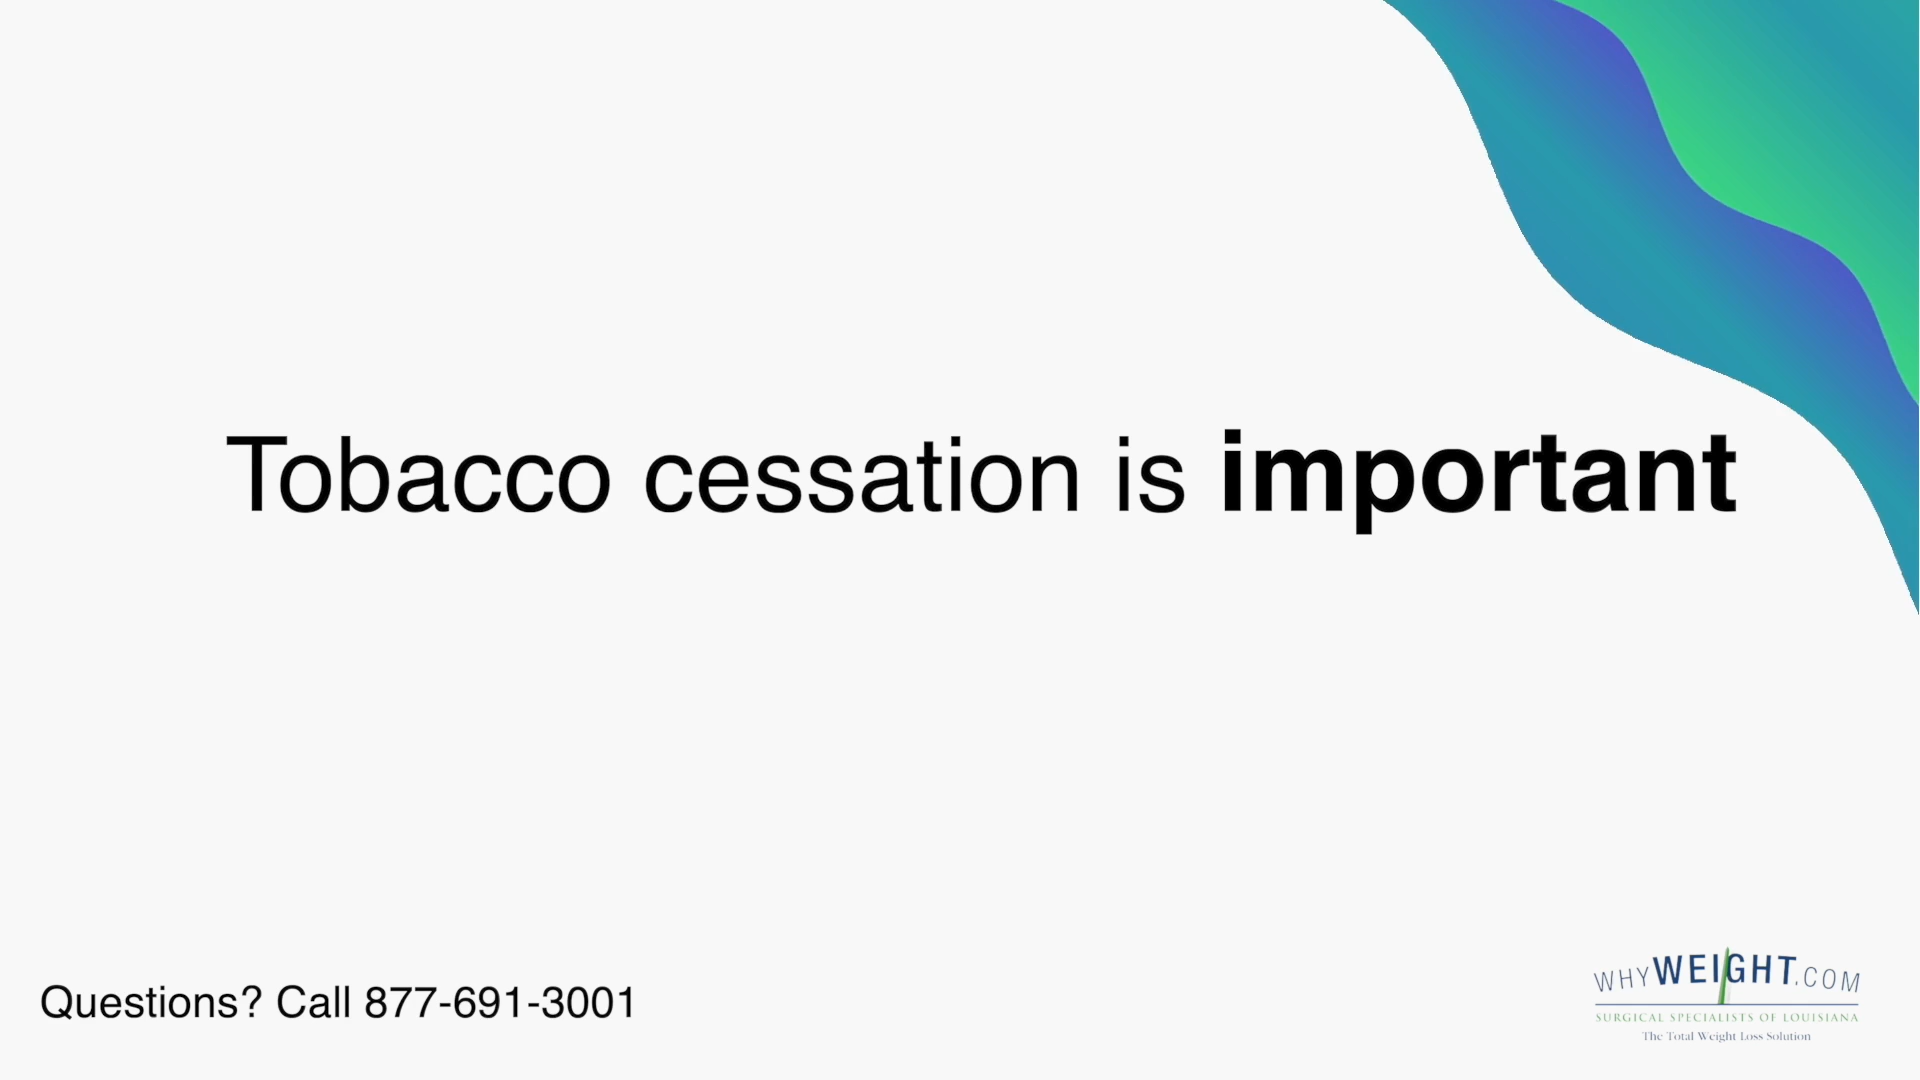 Tobacco cessation is important
Questions? Call 877-691-3001
WHYWEIGHT.COM
SURGICAL SPECIALISTS OF LOUISIANA
The Total Weight Loss Solution